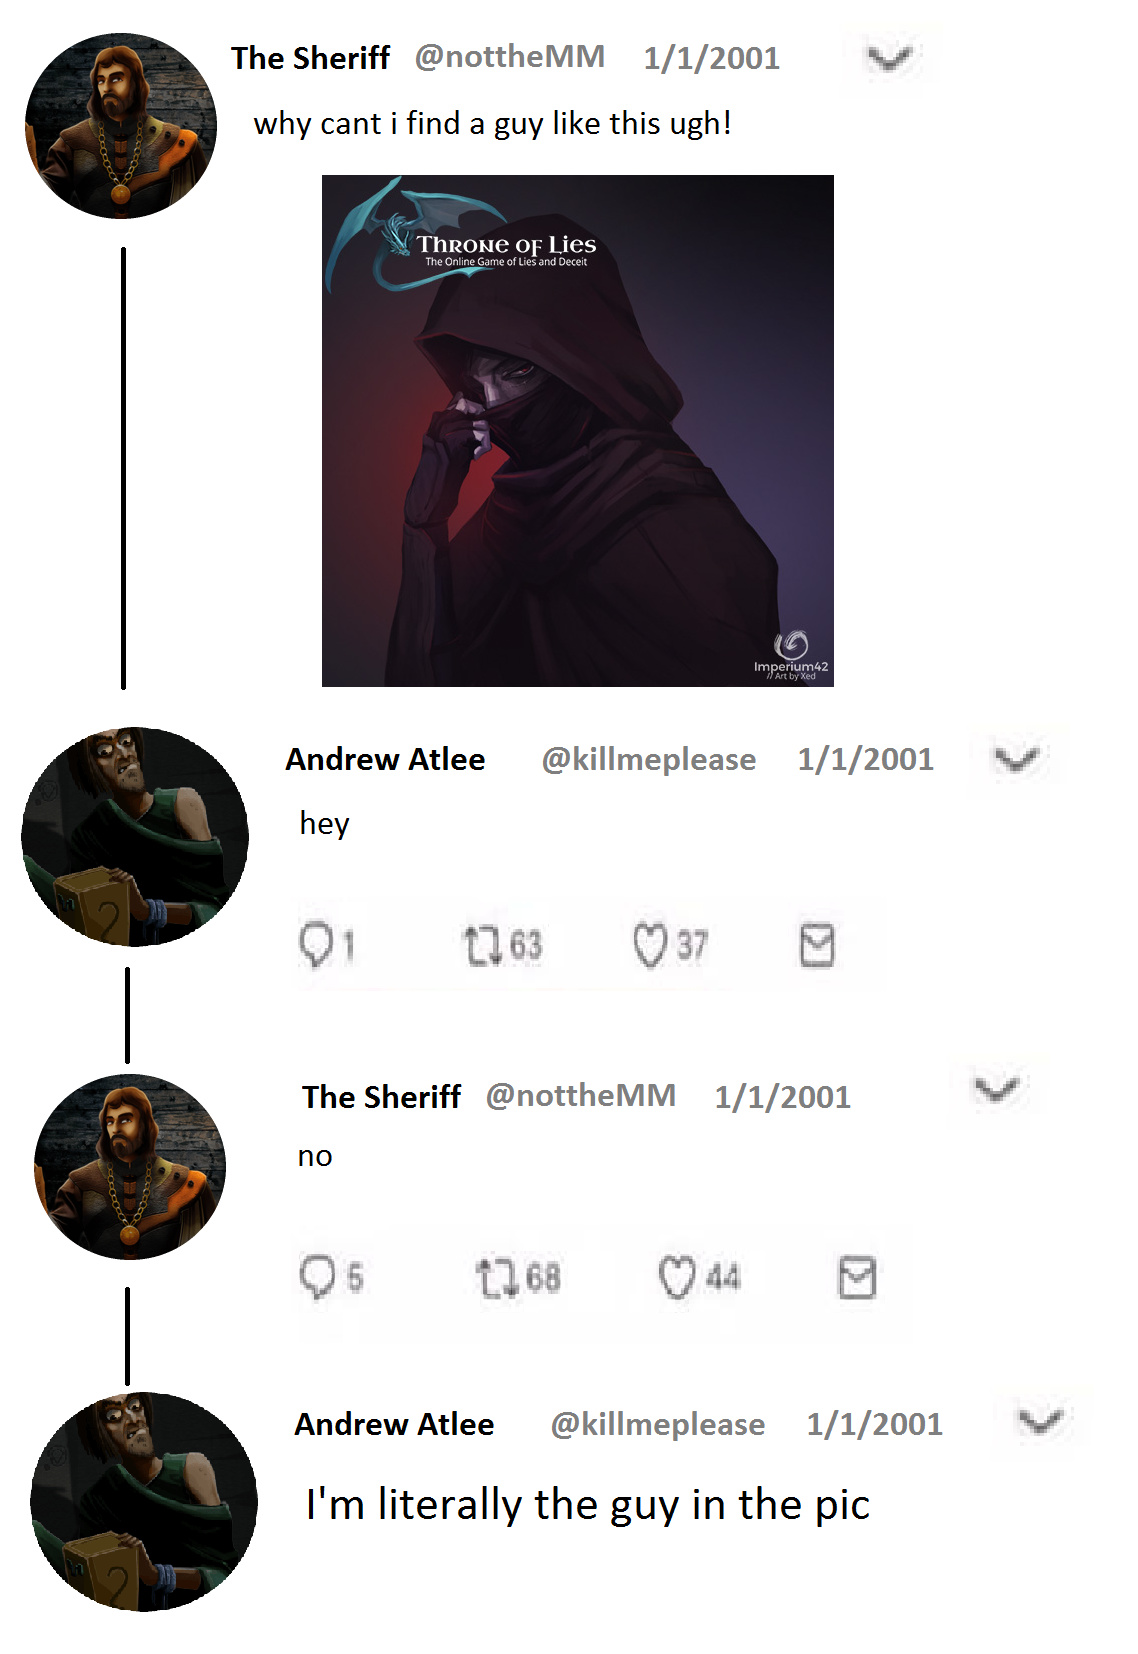 The Sheriff @nottheMM 1/1/2001
why cant i find a guy like this ugh!
THRONE OF LIES
The Online Game of Lies and Deceit
Imperium42
// Art by Xed
Andrew Atlee @killmeplease 1/1/2001
hey
1 63 37
The Sheriff @nottheMM 1/1/2001
no
5 68 44
Andrew Atlee @killmeplease 1/1/2001
I'm literally the guy in the pic